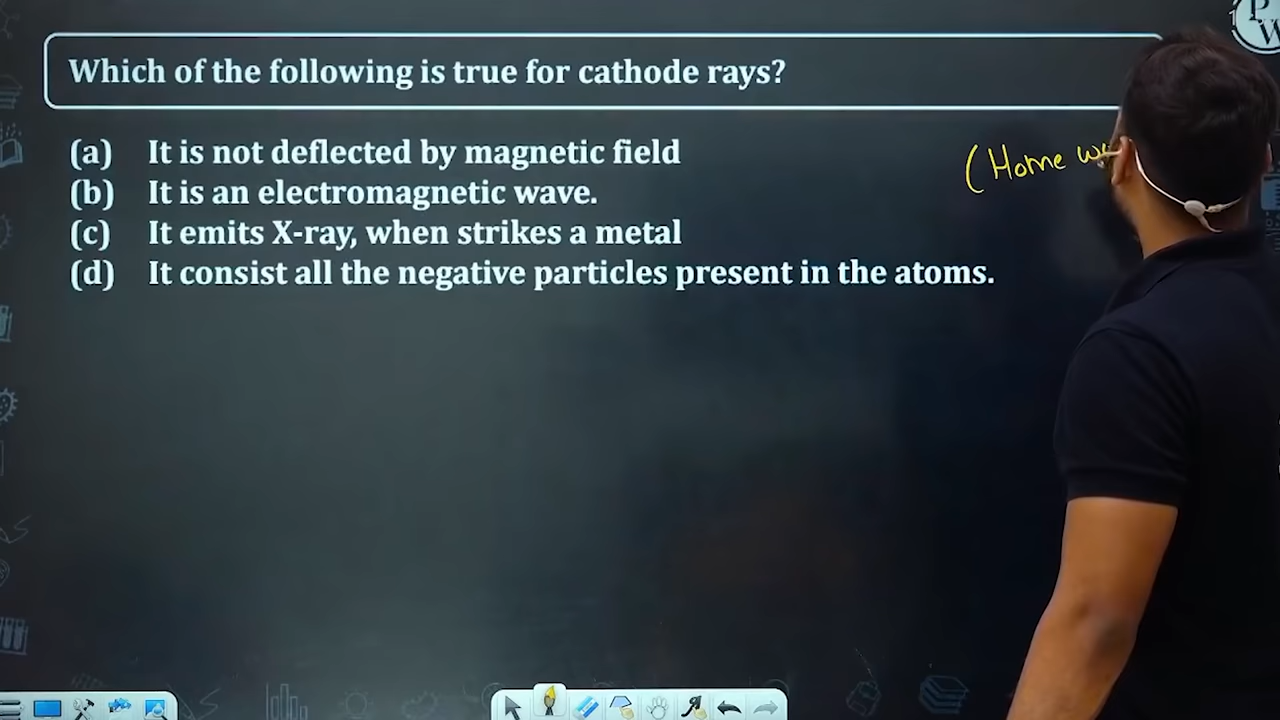 P
W
Which of the following is true for cathode rays?
(a) It is not deflected by magnetic field
(Home
(b) It is an electromagnetic wave.
(c) It emits X-ray, when strikes a metal
(d) It consist all the negative particles present in the atoms.